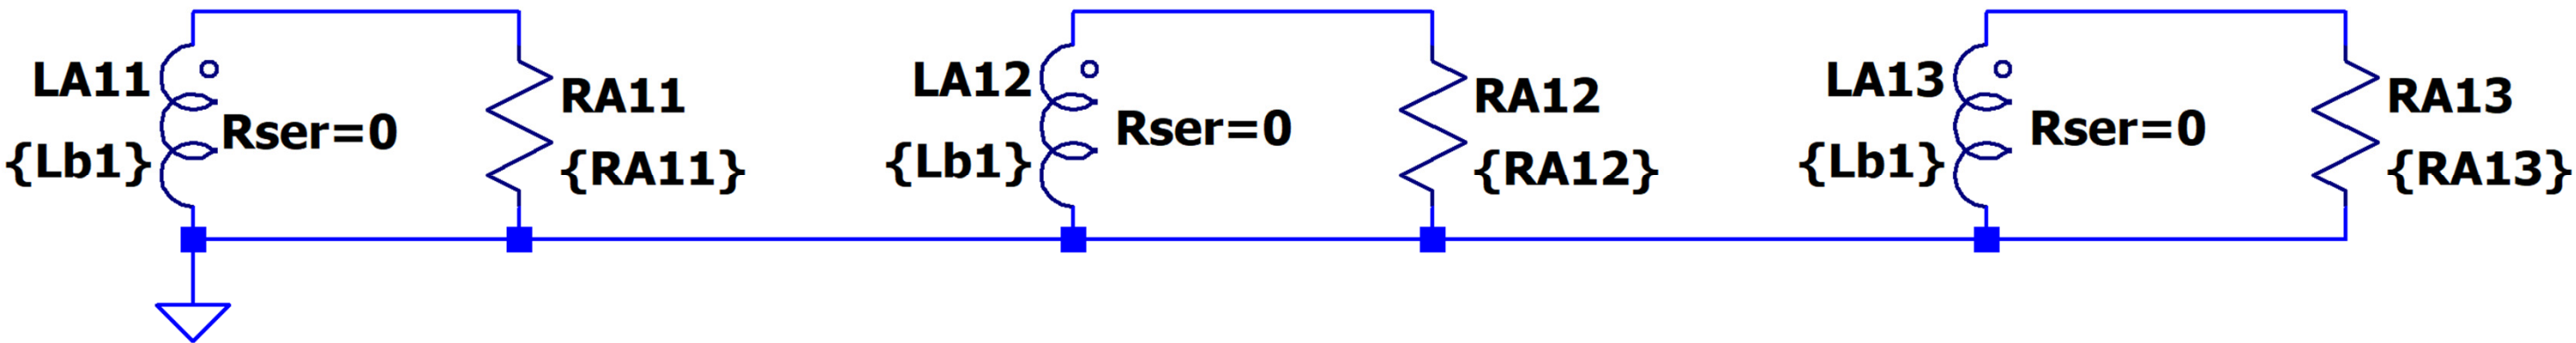 LA11
{Lb1}
Rser=0
RA11
{RA11}
LA12
{Lb1}
Rser=0
RA12
{RA12}
LA13
{Lb1}
Rser=0
RA13
{RA13}